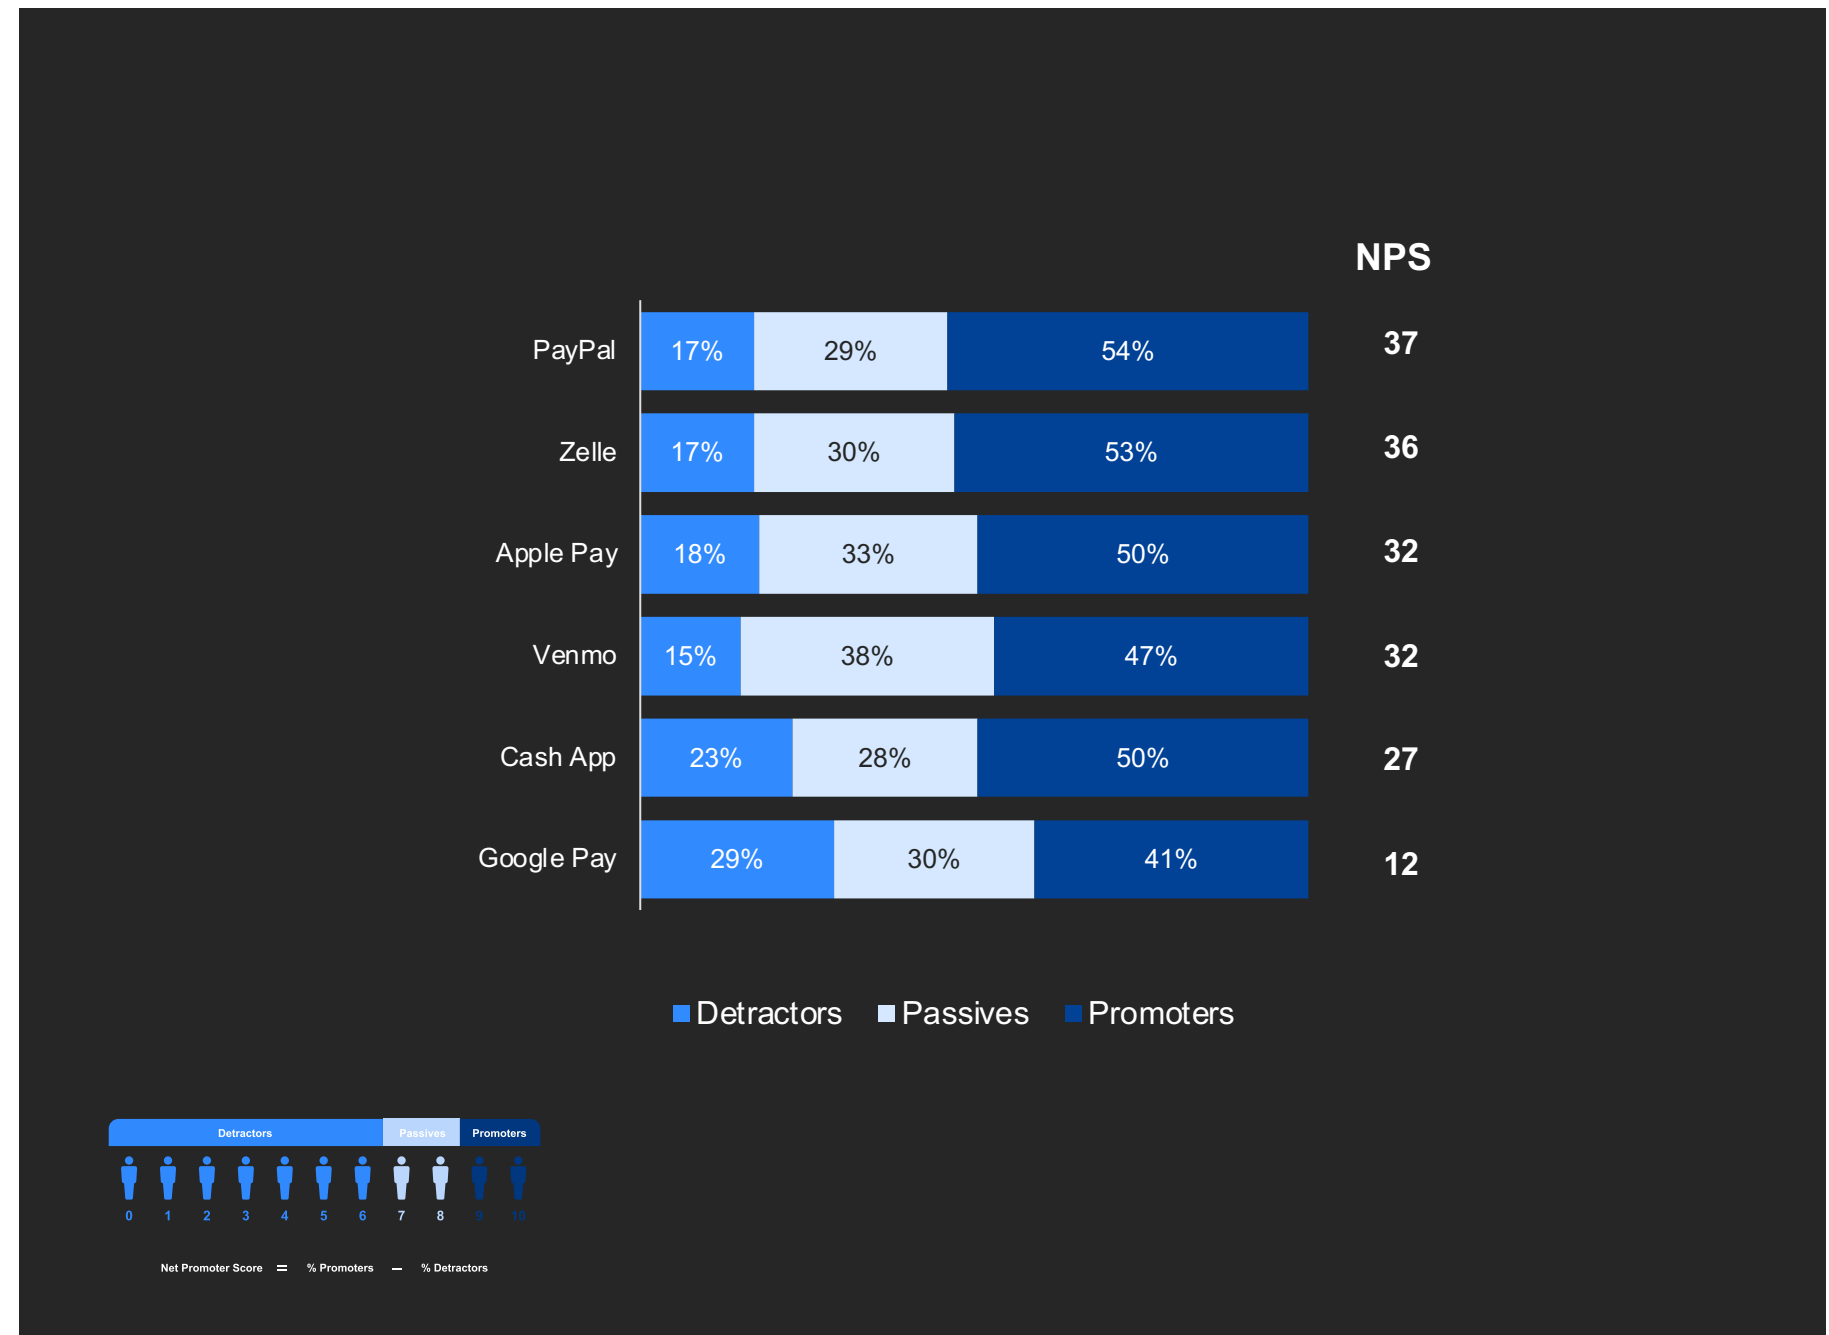 NPS
PayPal 17% 29% 54% 37
Zelle 17% 30% 53% 36
Apple Pay 18% 33% 50% 32
Venmo 15% 38% 47% 32
Cash App 23% 28% 50% 27
Google Pay 29% 30% 41% 12
Detractors Passives Promoters
Detractors Passives Promoters
0 1 2 3 4 5 6 7 8 9 10
Net Promoter Score = % Promoters – % Detractors